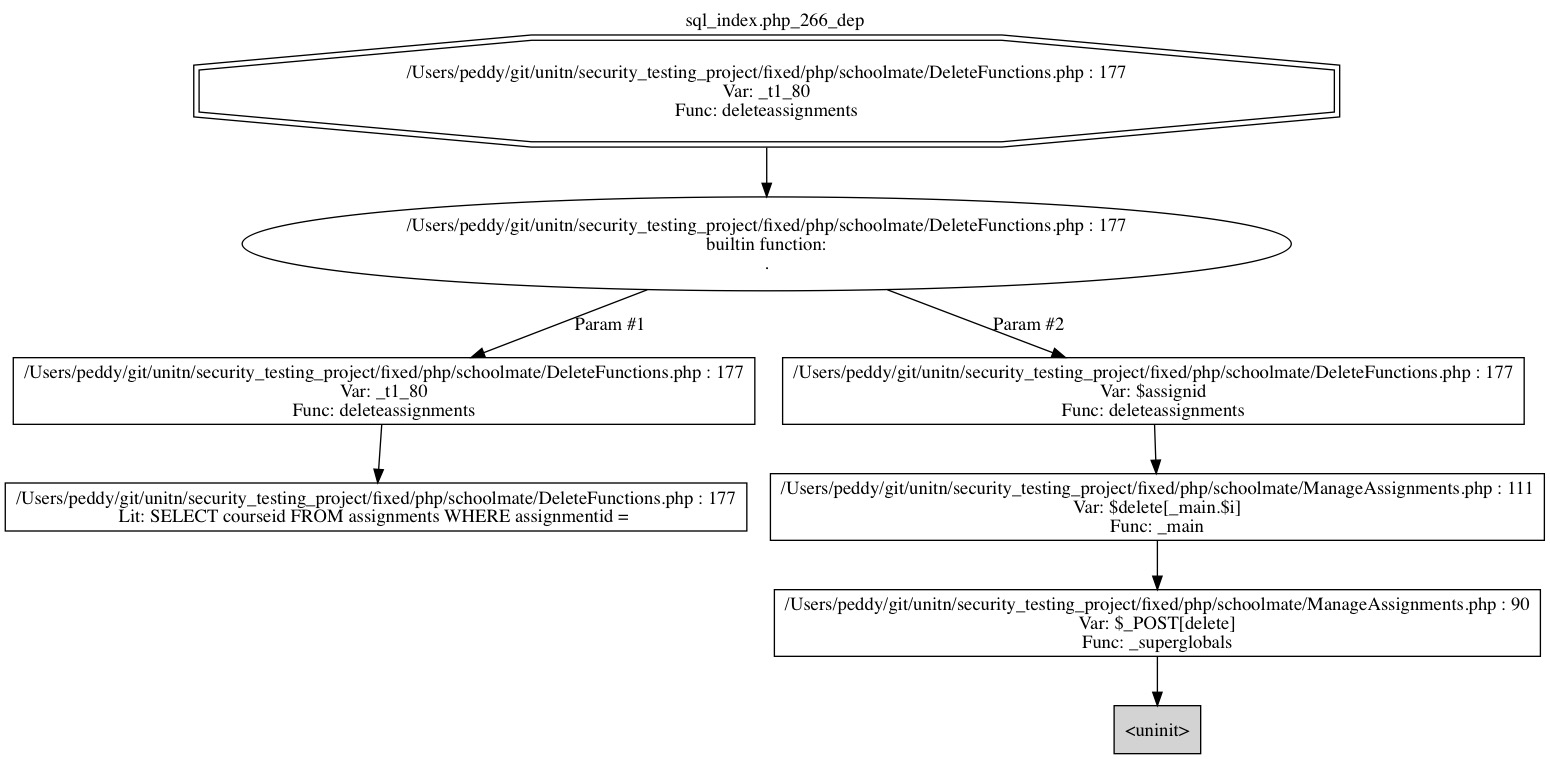 sql_index.php_266_dep
/Users/peddy/git/unitn/security_testing_project/fixed/php/schoolmate/DeleteFunctions.php : 177
Var: _t1_80
Func: deleteassignments
/Users/peddy/git/unitn/security_testing_project/fixed/php/schoolmate/DeleteFunctions.php : 177
builtin function:
.
Param #1
Param #2
/Users/peddy/git/unitn/security_testing_project/fixed/php/schoolmate/DeleteFunctions.php : 177
Var: _t1_80
Func: deleteassignments
/Users/peddy/git/unitn/security_testing_project/fixed/php/schoolmate/DeleteFunctions.php : 177
Var: $assignid
Func: deleteassignments
/Users/peddy/git/unitn/security_testing_project/fixed/php/schoolmate/DeleteFunctions.php : 177
Lit: SELECT courseid FROM assignments WHERE assignmentid =
/Users/peddy/git/unitn/security_testing_project/fixed/php/schoolmate/ManageAssignments.php : 111
Var: $delete[_main.$i]
Func: _main
/Users/peddy/git/unitn/security_testing_project/fixed/php/schoolmate/ManageAssignments.php : 90
Var: $_POST[delete]
Func: _superglobals
<uninit>